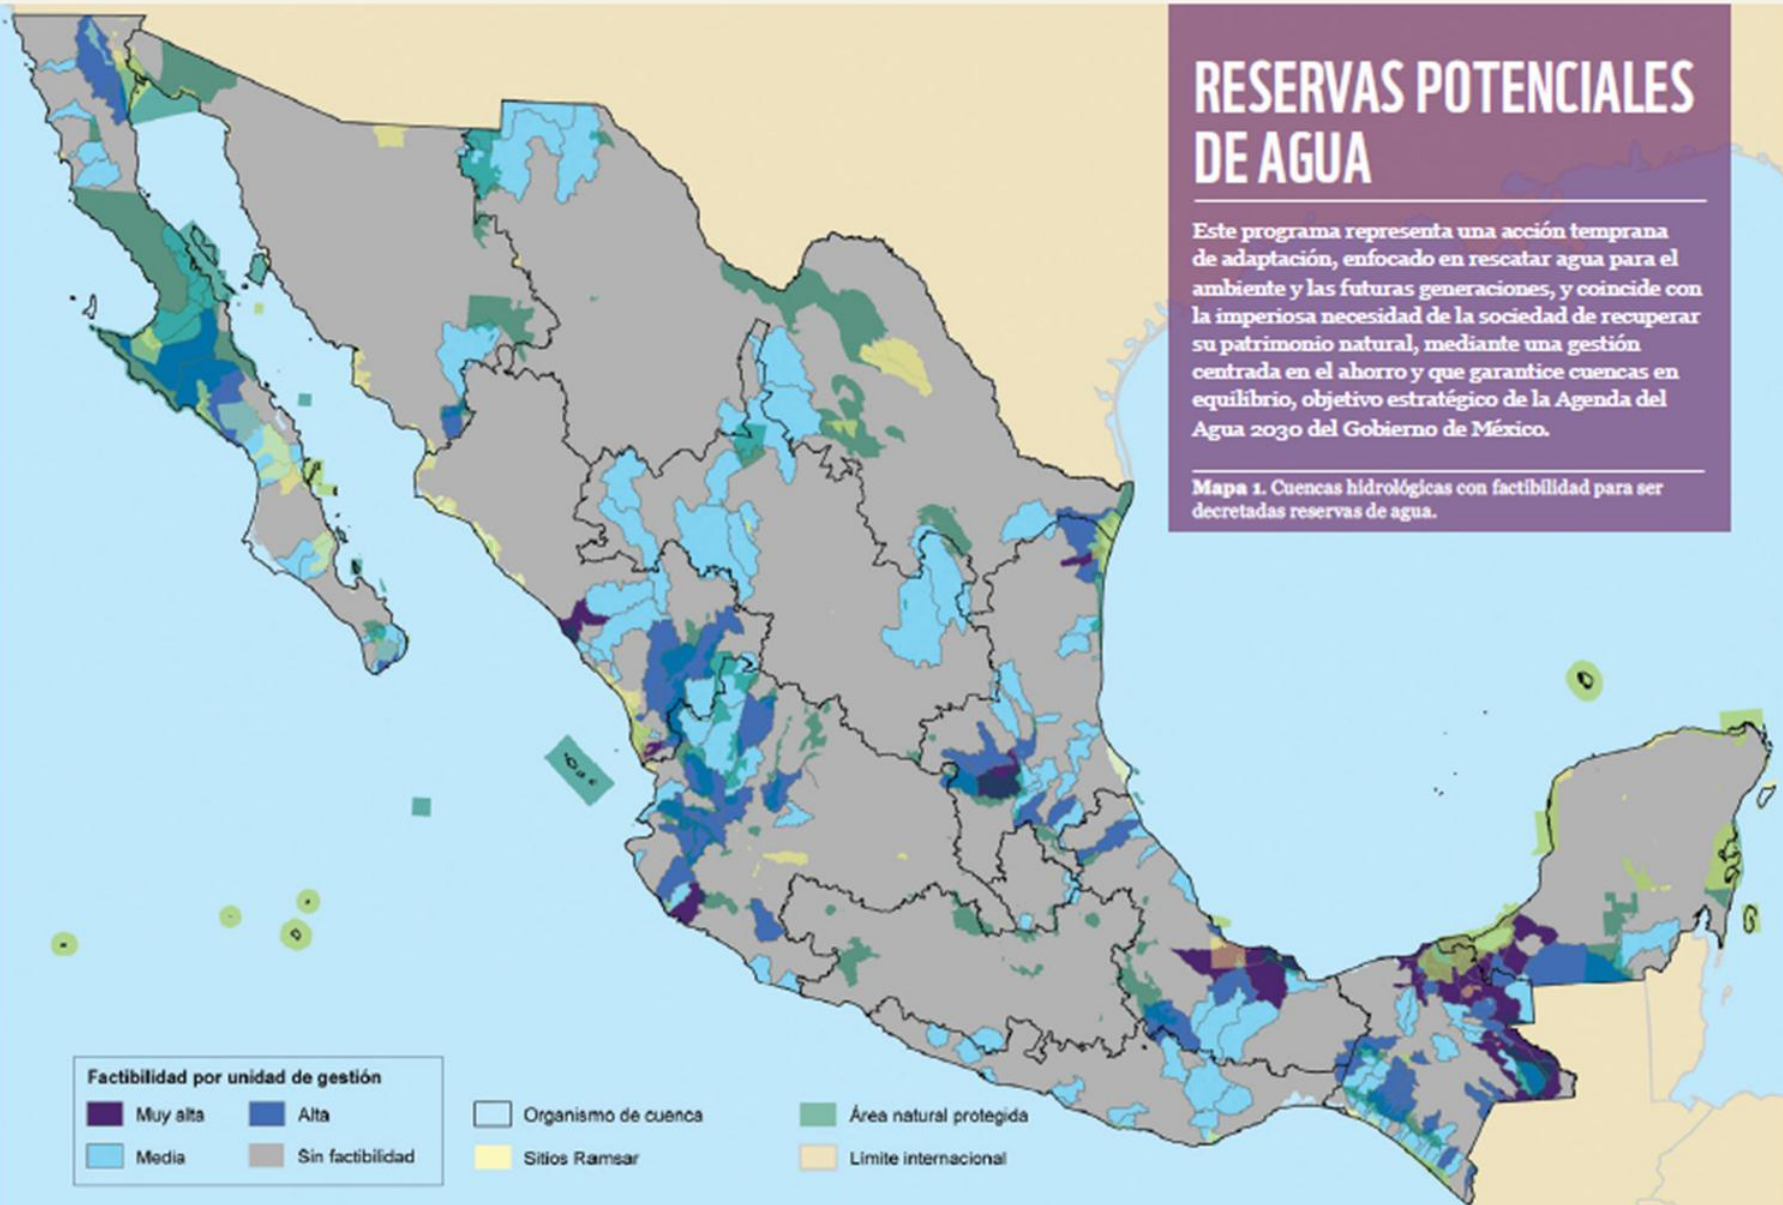 RESERVAS POTENCIALES
DE AGUA
Este programa representa una acción temprana
de adaptación, enfocado en rescatar agua para el
ambiente y las futuras generaciones, y coincide con
la imperiosa necesidad de la sociedad de recuperar
su patrimonio natural, mediante una gestión
centrada en el ahorro y que garantice cuencas en
equilibrio, objetivo estratégico de la Agenda del
Agua 2030 del Gobierno de México.
Mapa 1. Cuencas hidrológicas con factibilidad para ser
decretadas reservas de agua.
Factibilidad por unidad de gestión
Muy alta
Alta
Media
Sin factibilidad
Organismo de cuenca
Sitios Ramsar
Área natural protegida
Limite internacional